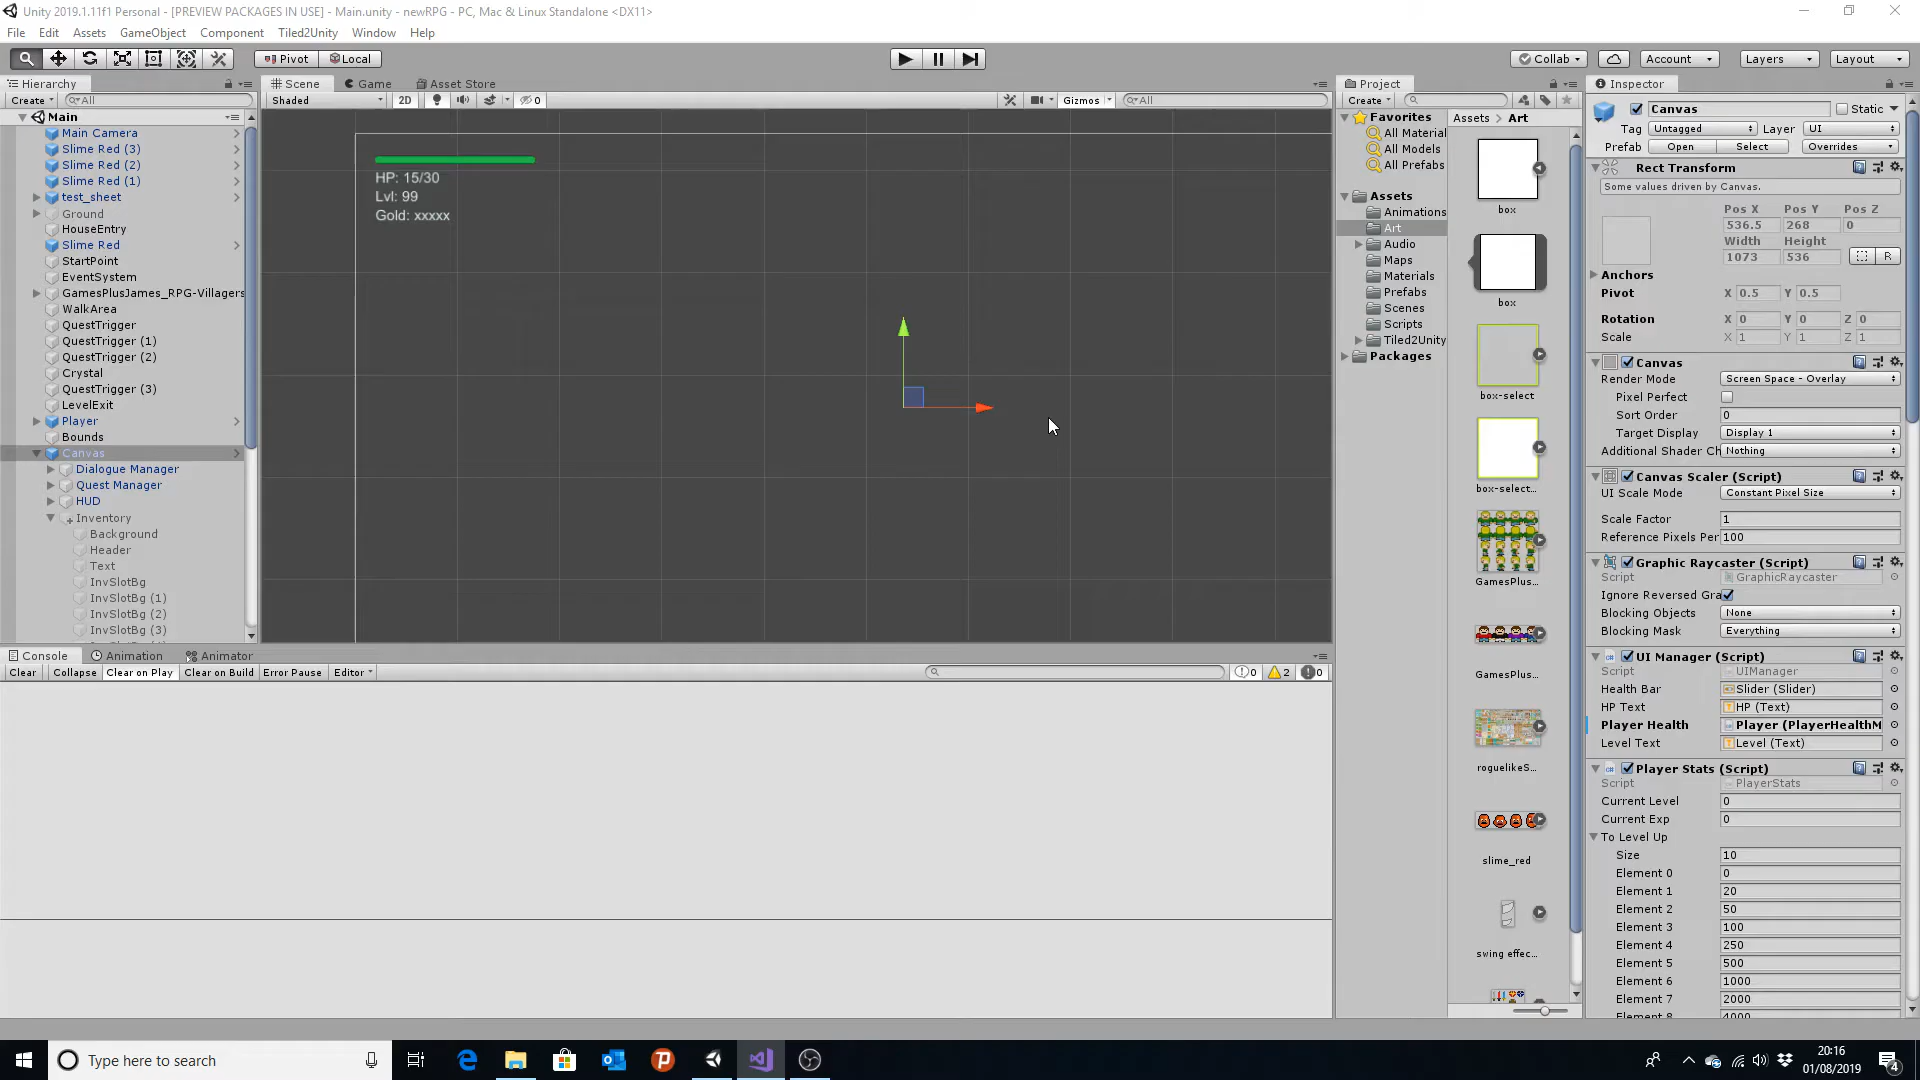 Unity 2019.1.11f1 Personal - [PREVIEW PACKAGES IN USE] - Main.unity - newRPG - PC, Mac & Linux Standalone <DX11>
File Edit Assets GameObject Component Tiled2Unity Window Help
Pivot Local Collab Account Layers Layout
Hierarchy Scene Game Asset Store Project Inspector
Create All Shaded 2D 0 Gizmos All Create
Main
Main Camera
Slime Red (3)
Slime Red (2)
Slime Red (1)
test_sheet
Ground
HouseEntry
Slime Red
StartPoint
EventSystem
GamesPlusJames_RPG-Villagers
WalkArea
QuestTrigger
QuestTrigger (1)
QuestTrigger (2)
Crystal
QuestTrigger (3)
LevelExit
Player
Bounds
Canvas
Dialogue Manager
Quest Manager
HUD
Inventory
Background
Header
Text
InvSlotBg
InvSlotBg (1)
InvSlotBg (2)
InvSlotBg (3)
HP: 15/30
Lvl: 99
Gold: xxxxx
Console Animation Animator
Clear Collapse Clear on Play Clear on Build Error Pause Editor 0 2 0
Favorites
All Material
All Models
All Prefabs
Assets
Animations
Art
Audio
Maps
Materials
Prefabs
Scenes
Scripts
Tiled2Unity
Packages
Assets > Art
box
box
box-select
box-select...
GamesPlus...
GamesPlus...
roguelikeS...
slime_red
swing effec...
Canvas Static
Tag Untagged Layer UI
Prefab Open Select Overrides
Rect Transform
Some values driven by Canvas.
Pos X Pos Y Pos Z
536.5 268 0
Width Height
1073 536 R
Anchors
Pivot X 0.5 Y 0.5
Rotation X 0 Y 0 Z 0
Scale X 1 Y 1 Z 1
Canvas
Render Mode Screen Space - Overlay
Pixel Perfect
Sort Order 0
Target Display Display 1
Additional Shader Ch Nothing
Canvas Scaler (Script)
UI Scale Mode Constant Pixel Size
Scale Factor 1
Reference Pixels Per 100
Graphic Raycaster (Script)
Script GraphicRaycaster
Ignore Reversed Gra
Blocking Objects None
Blocking Mask Everything
UI Manager (Script)
Script UIManager
Health Bar Slider (Slider)
HP Text HP (Text)
Player Health Player (PlayerHealthM
Level Text Level (Text)
Player Stats (Script)
Script PlayerStats
Current Level 0
Current Exp 0
To Level Up
Size 10
Element 0 0
Element 1 20
Element 2 50
Element 3 100
Element 4 250
Element 5 500
Element 6 1000
Element 7 2000
Element 8 4000
Type here to search
20:16
01/08/2019
4